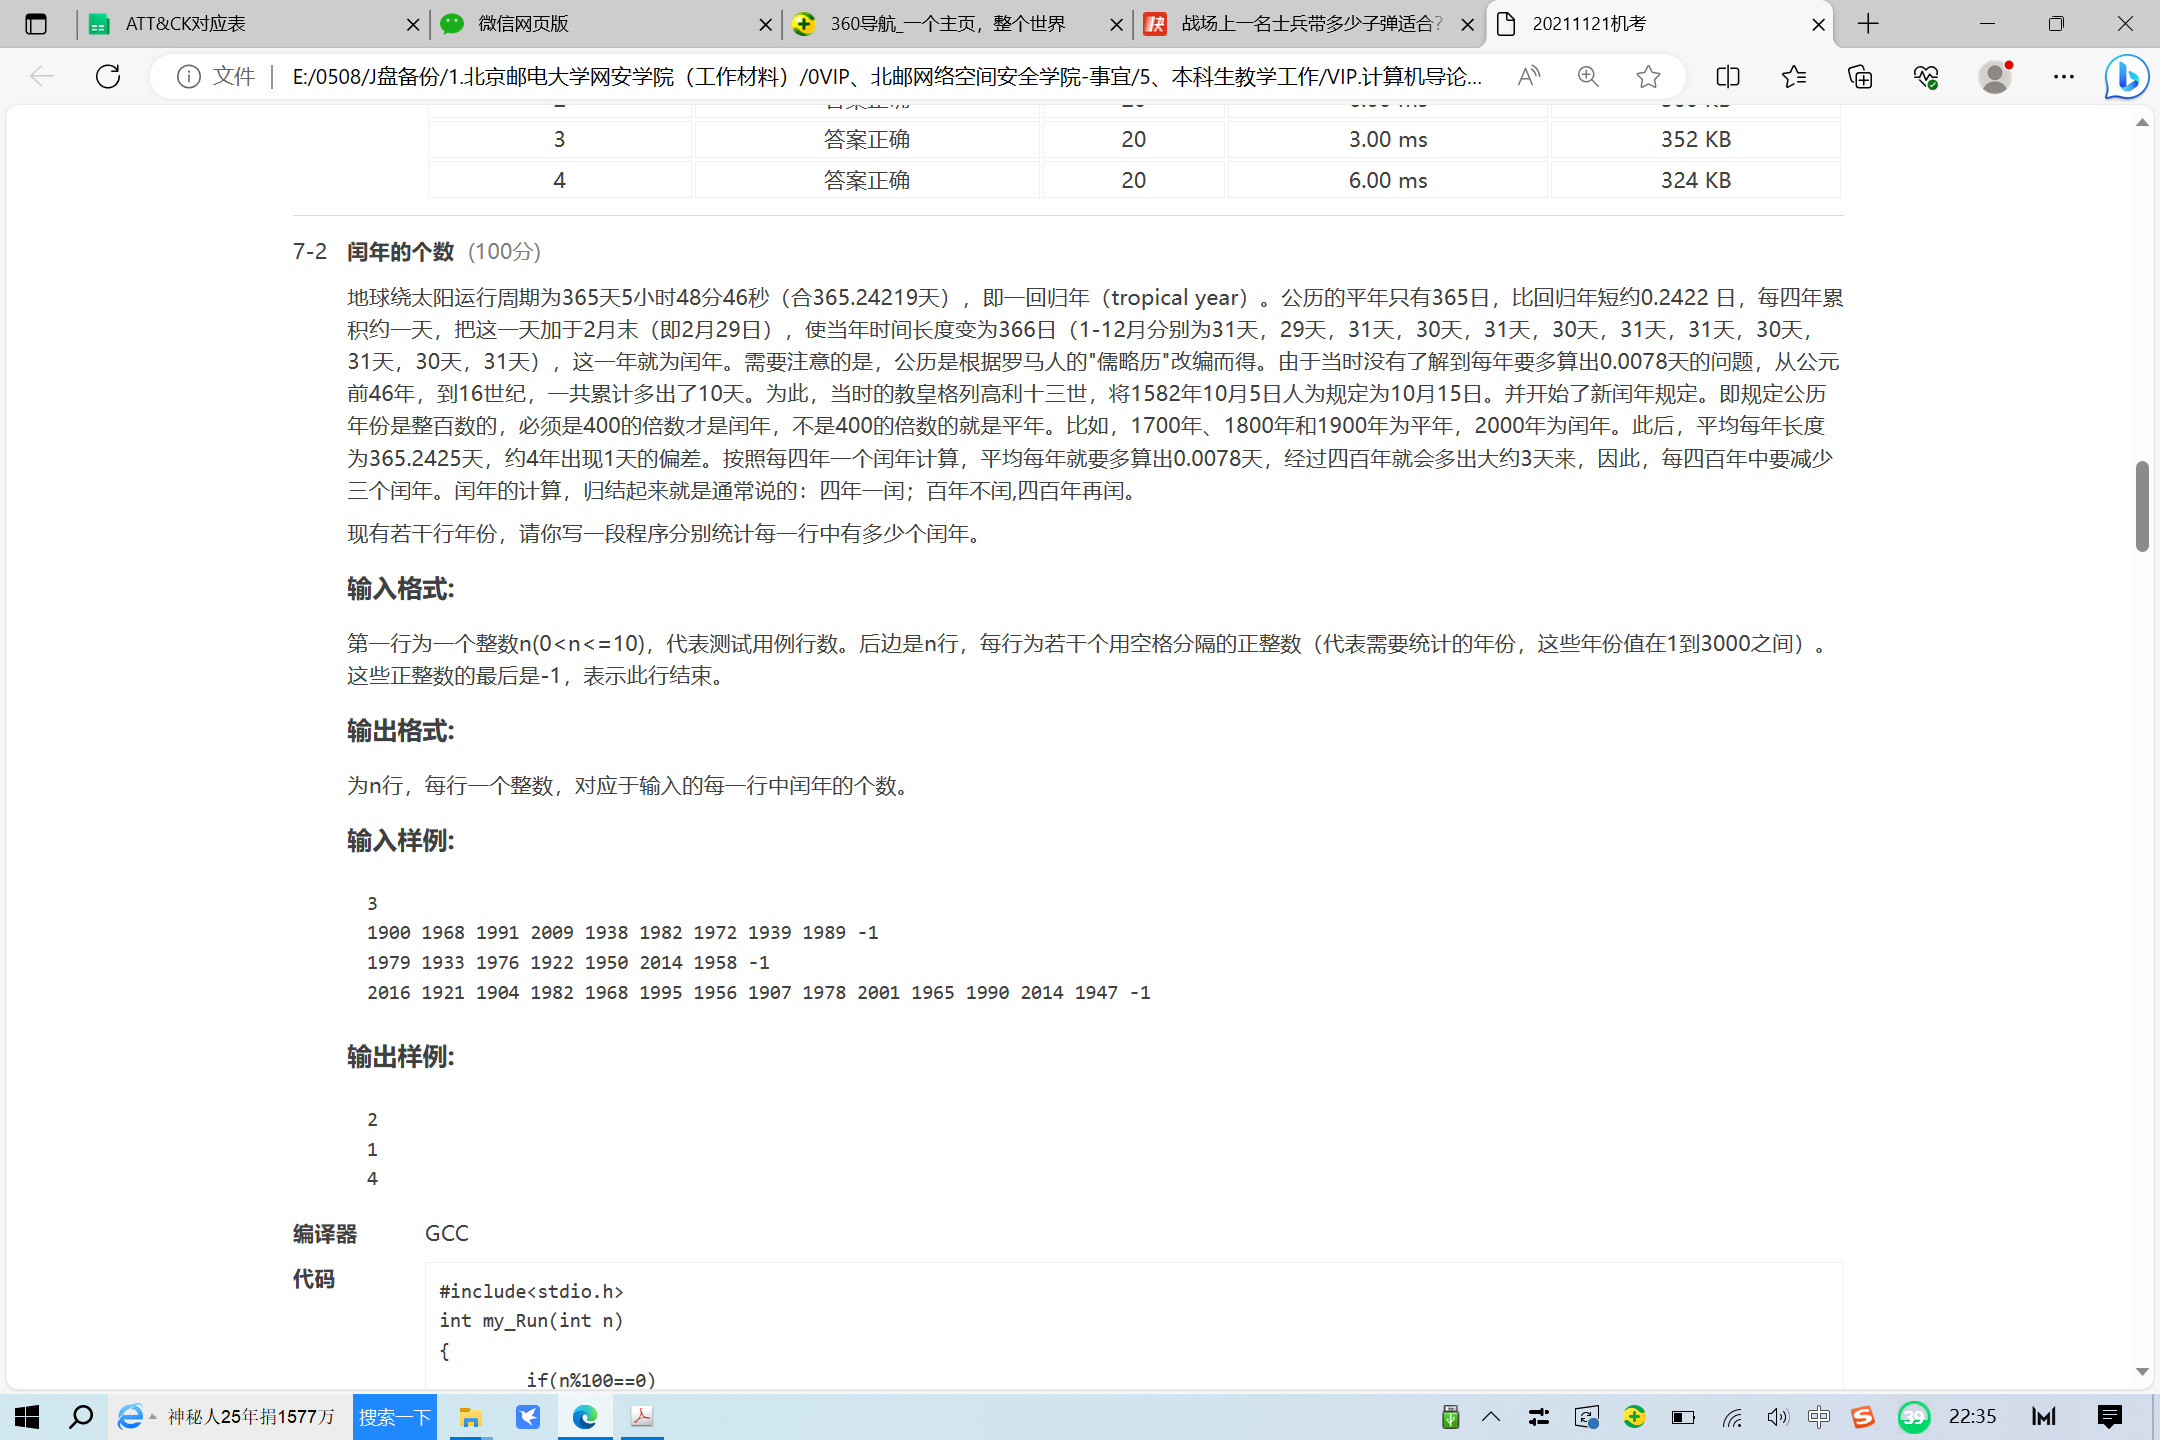 ATT&CK对应表
微信网页版
360导航_一个主页，整个世界
战场上一名士兵带多少子弹适合？
20211121机考
文件
E:/0508/J盘备份/1.北京邮电大学网安学院（工作材料）/0VIP、北邮网络空间安全学院-事宜/5、本科生教学工作/VIP.计算机导论...
3 答案正确 20 3.00 ms 352 KB
4 答案正确 20 6.00 ms 324 KB
7-2 闰年的个数 (100分)
地球绕太阳运行周期为365天5小时48分46秒（合365.24219天），即一回归年（tropical year）。公历的平年只有365日，比回归年短约0.2422 日，每四年累
积约一天，把这一天加于2月末（即2月29日），使当年时间长度变为366日（1-12月分别为31天，29天，31天，30天，31天，30天，31天，31天，30天，
31天，30天，31天），这一年就为闰年。需要注意的是，公历是根据罗马人的"儒略历"改编而得。由于当时没有了解到每年要多算出0.0078天的问题，从公元
前46年，到16世纪，一共累计多出了10天。为此，当时的教皇格列高利十三世，将1582年10月5日人为规定为10月15日。并开始了新闰年规定。即规定公历
年份是整百数的，必须是400的倍数才是闰年，不是400的倍数的就是平年。比如，1700年、1800年和1900年为平年，2000年为闰年。此后，平均每年长度
为365.2425天，约4年出现1天的偏差。按照每四年一个闰年计算，平均每年就要多算出0.0078天，经过四百年就会多出大约3天来，因此，每四百年中要减少
三个闰年。闰年的计算，归结起来就是通常说的：四年一闰；百年不闰,四百年再闰。
现有若干行年份，请你写一段程序分别统计每一行中有多少个闰年。
输入格式:
第一行为一个整数n(0<n<=10)，代表测试用例行数。后边是n行，每行为若干个用空格分隔的正整数（代表需要统计的年份，这些年份值在1到3000之间）。
这些正整数的最后是-1，表示此行结束。
输出格式:
为n行，每行一个整数，对应于输入的每一行中闰年的个数。
输入样例:
3
1900 1968 1991 2009 1938 1982 1972 1939 1989 -1
1979 1933 1976 1922 1950 2014 1958 -1
2016 1921 1904 1982 1968 1995 1956 1907 1978 2001 1965 1990 2014 1947 -1
输出样例:
2
1
4
编译器 GCC
代码
#include<stdio.h>
int my_Run(int n)
{
if(n%100==0)
神秘人25年捐1577万
搜索一下
中
39
22:35